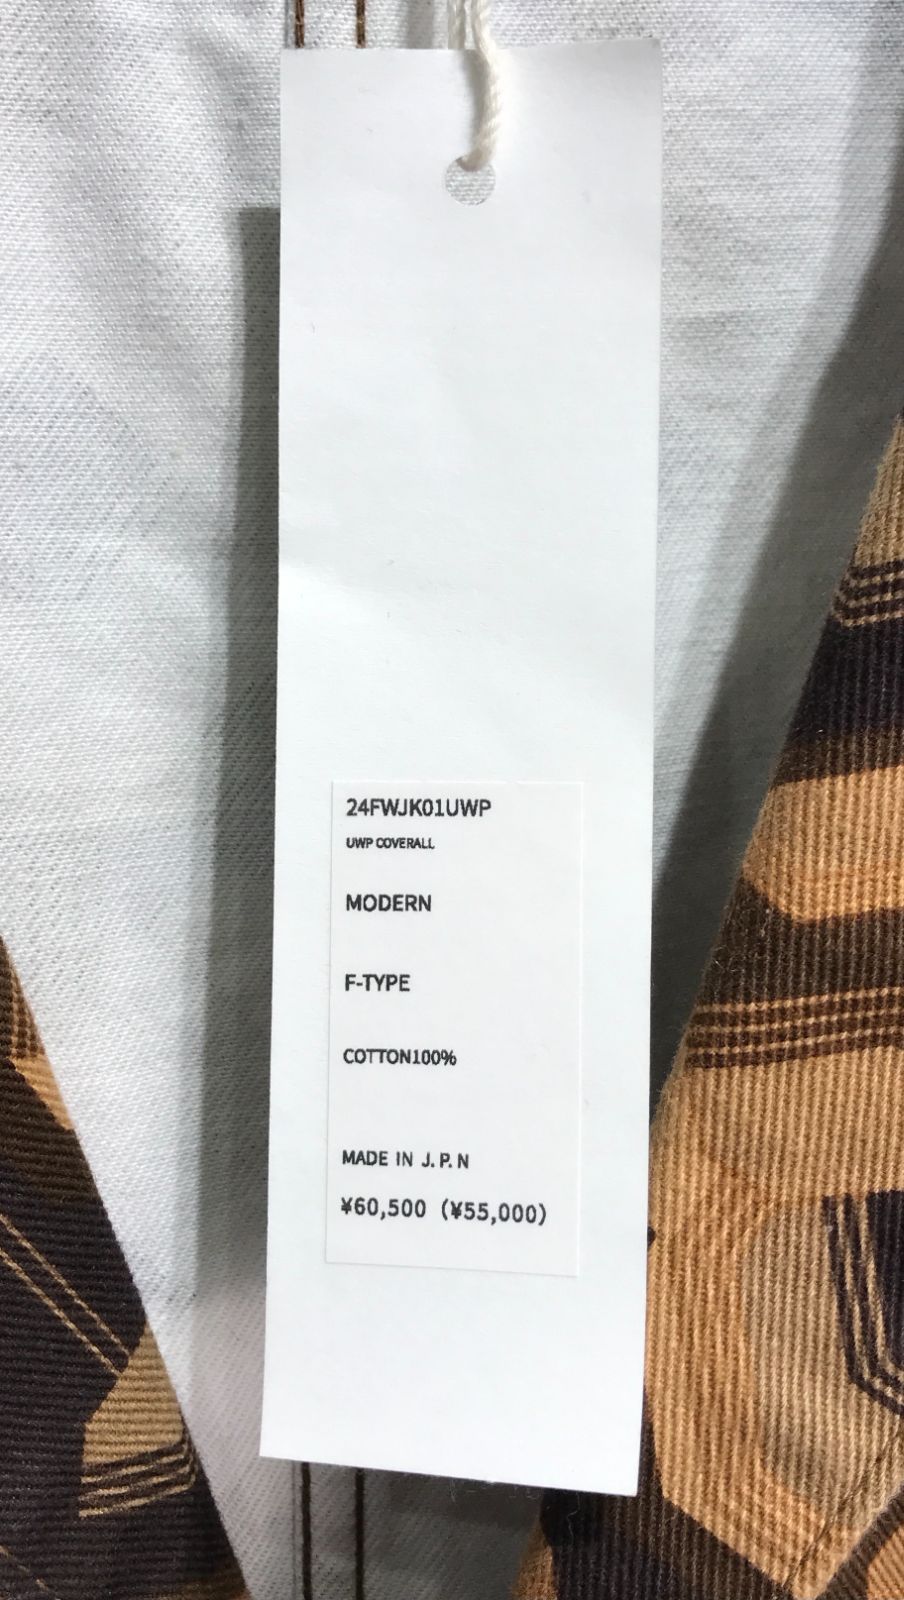 24FWJK01UWP
UWP COVERALL
MODERN
F-TYPE
COTTON100%
MADE IN J.P.N
¥60,500 (¥55,000)